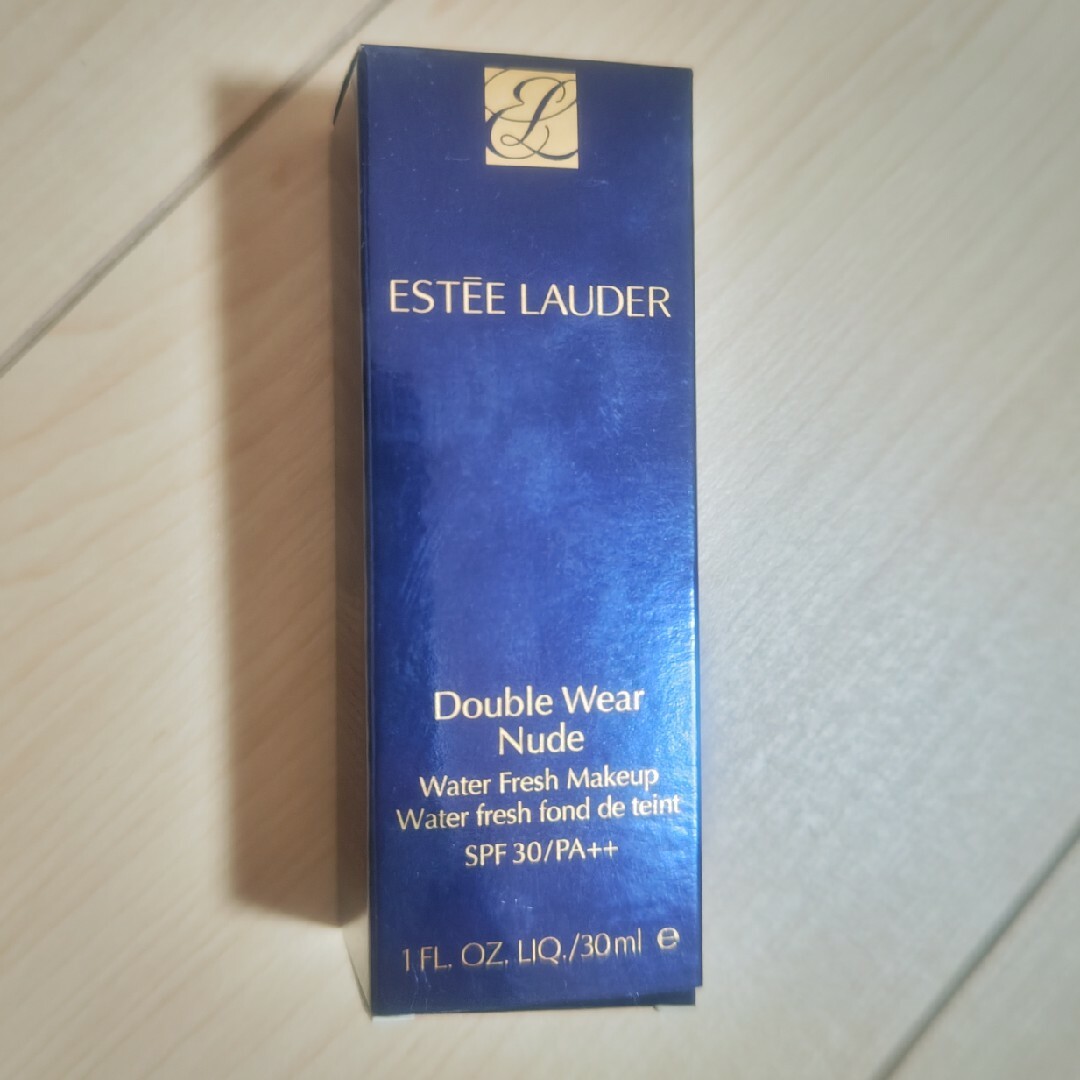 EL
ESTĒE LAUDER
Double Wear
Nude
Water Fresh Makeup
Water fresh fond de teint
SPF 30/PA++
1 FL. OZ. LIQ./30ml ℮